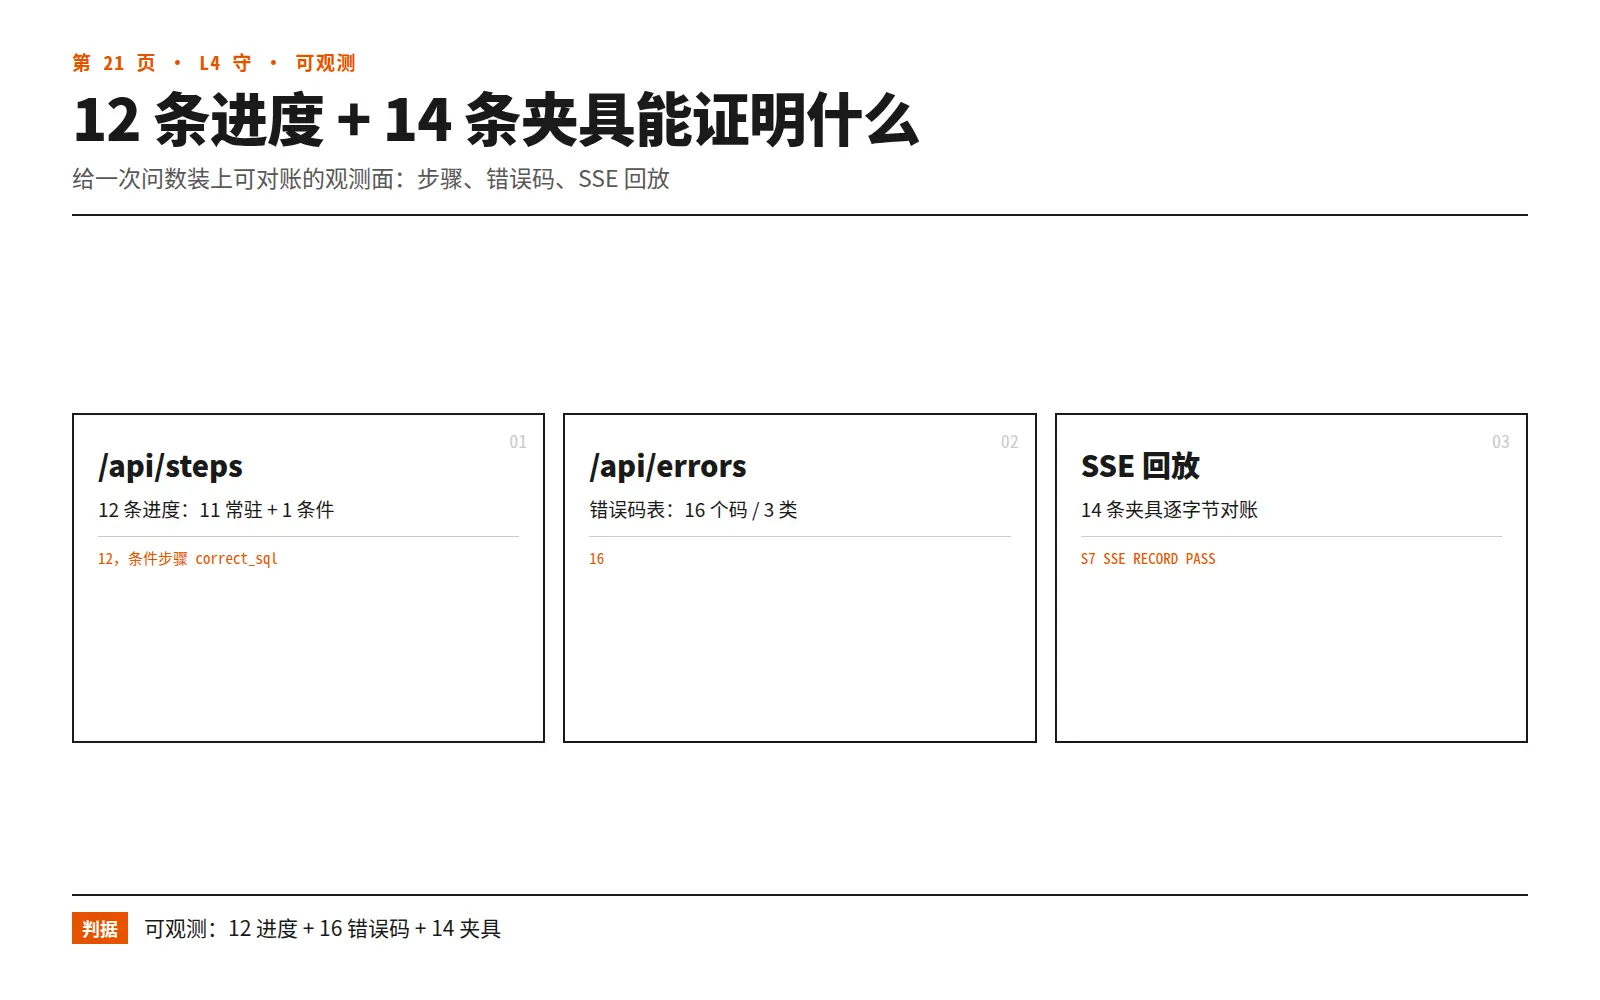 第 21 页 · L4 守 · 可观测
12 条进度 + 14 条夹具能证明什么
给一次问数装上可对账的观测面：步骤、错误码、SSE 回放
01
/api/steps
12 条进度：11 常驻 + 1 条件
12，条件步骤 correct_sql
02
/api/errors
错误码表：16 个码 / 3 类
16
03
SSE 回放
14 条夹具逐字节对账
S7 SSE RECORD PASS
判据 可观测：12 进度 + 16 错误码 + 14 夹具